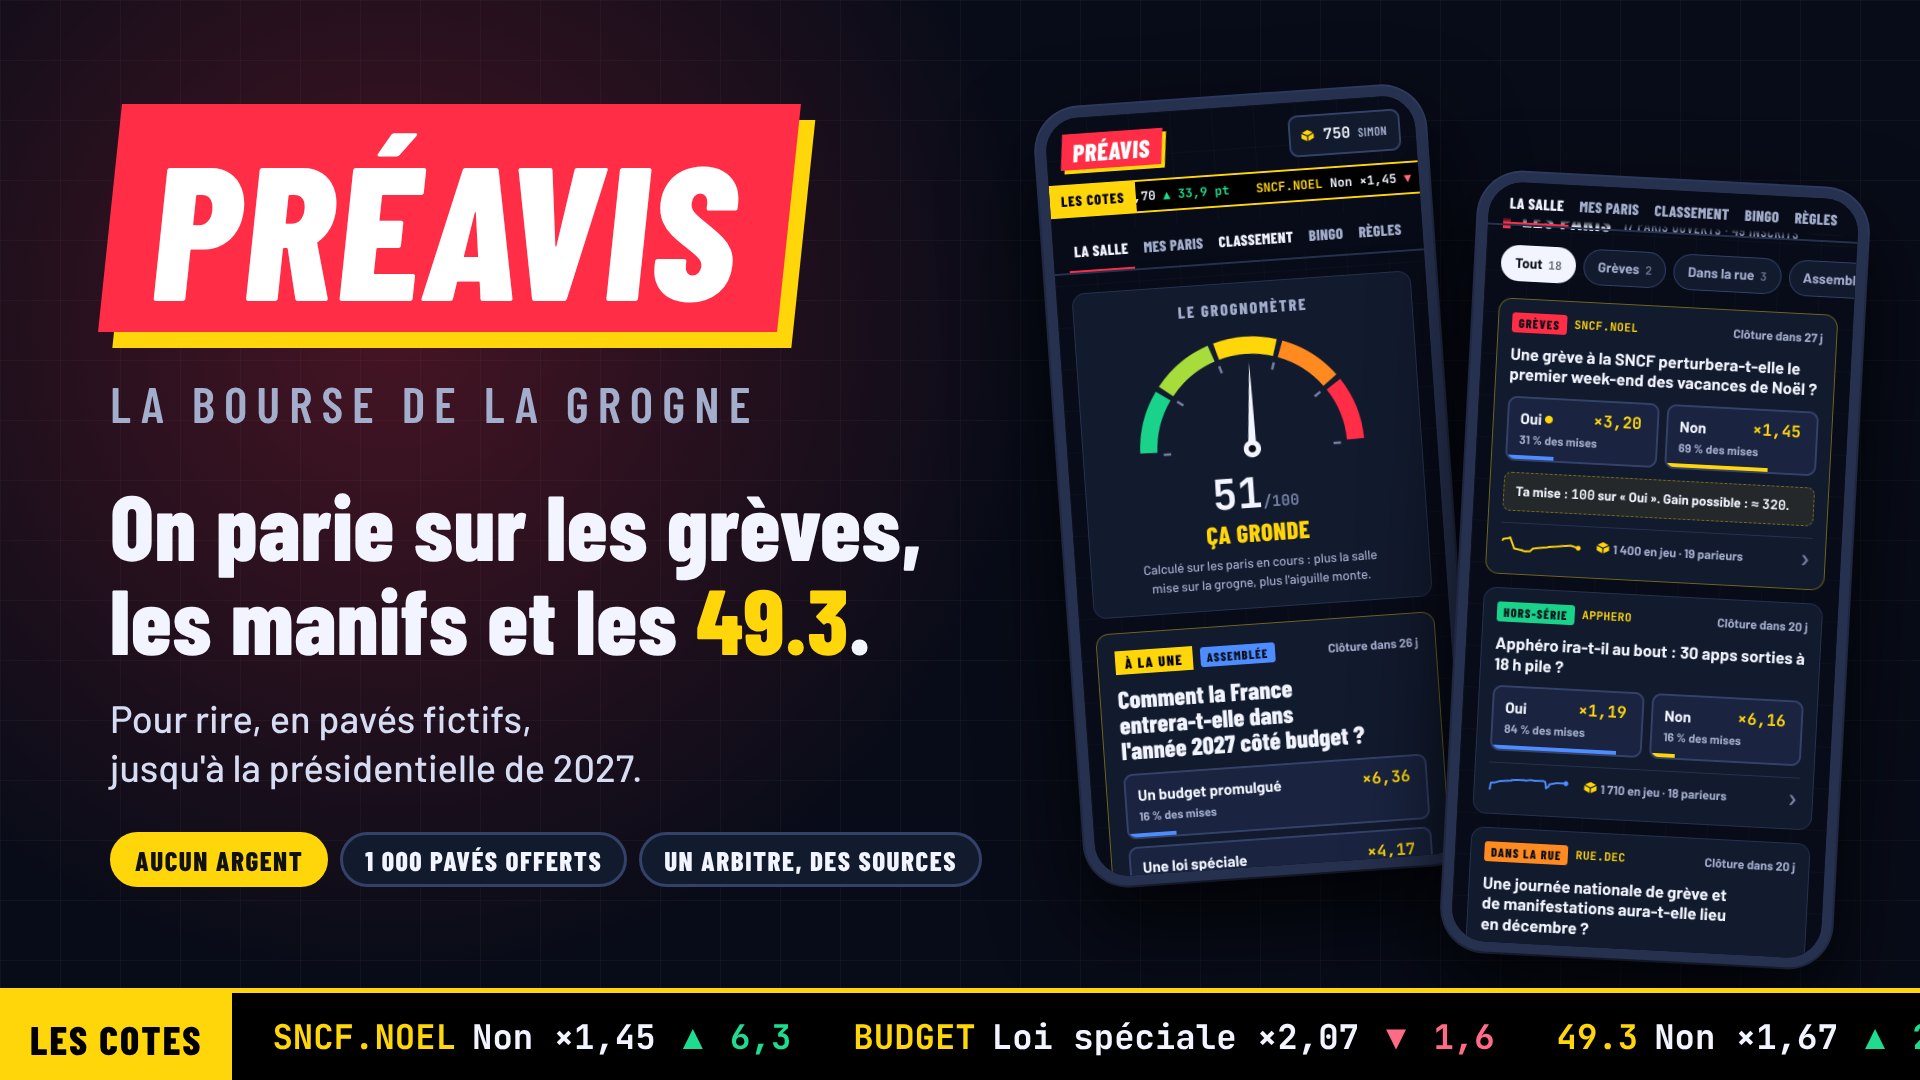 PRÉAVIS
LA BOURSE DE LA GROGNE
On parie sur les grèves,
les manifs et les 49.3.
Pour rire, en pavés fictifs,
jusqu'à la présidentielle de 2027.
AUCUN ARGENT
1 000 PAVÉS OFFERTS
UN ARBITRE, DES SOURCES
PRÉAVIS
750 SIMON
LES COTES ,70 ▲ 33,9 pt SNCF.NOEL Non ×1,45 ▼
LA SALLE MES PARIS CLASSEMENT BINGO RÈGLES
LE GROGNOMÈTRE
51/100
ÇA GRONDE
Calculé sur les paris en cours : plus la salle
mise sur la grogne, plus l'aiguille monte.
À LA UNE ASSEMBLÉE Clôture dans 26 j
Comment la France
entrera-t-elle dans
l'année 2027 côté budget ?
Un budget promulgué ×6,36
16 % des mises
Une loi spéciale ×4,17
LA SALLE MES PARIS CLASSEMENT BINGO RÈGLES
LES PARIS 17 PARIS OUVERTS · 49 INSCRITS
Tout 18 Grèves 2 Dans la rue 3 Assembl
GRÈVES SNCF.NOEL Clôture dans 27 j
Une grève à la SNCF perturbera-t-elle le
premier week-end des vacances de Noël ?
Oui ×3,20
31 % des mises
Non ×1,45
69 % des mises
Ta mise : 100 sur « Oui ». Gain possible : ≈ 320.
1 400 en jeu · 19 parieurs
HORS-SÉRIE APPHERO Clôture dans 20 j
Apphéro ira-t-il au bout : 30 apps sorties à
18 h pile ?
Oui ×1,19
84 % des mises
Non ×6,16
16 % des mises
1 710 en jeu · 18 parieurs
DANS LA RUE RUE.DEC Clôture dans 20 j
Une journée nationale de grève et
de manifestations aura-t-elle lieu
en décembre ?
LES COTES SNCF.NOEL Non ×1,45 ▲ 6,3 BUDGET Loi spéciale ×2,07 ▼ 1,6 49.3 Non ×1,67 ▲